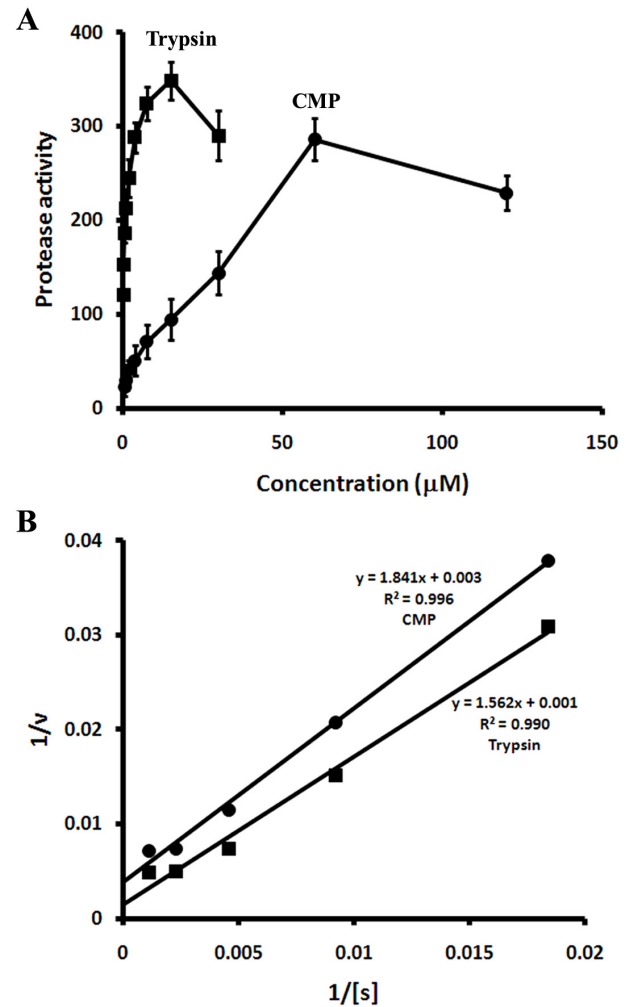 A
Trypsin
CMP
400
300
200
100
0
0
50
100
150
Protease activity
Concentration (μM)
B
0.04
0.03
0.02
0.01
0
0
0.005
0.01
0.015
0.02
1/v
y = 1.841x + 0.003
R² = 0.996
CMP
y = 1.562x + 0.001
R² = 0.990
Trypsin
1/[s]